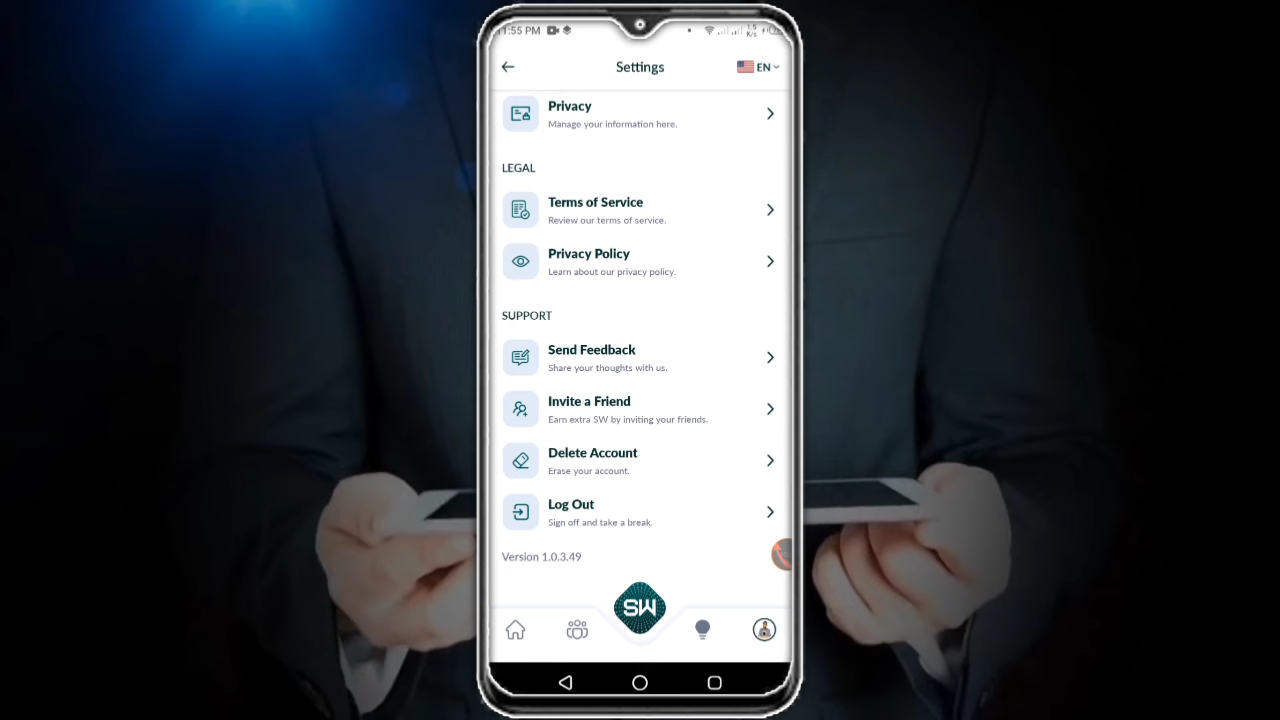 11:55 PM
1.5
K/s
Settings
EN
Privacy
Manage your information here.
LEGAL
Terms of Service
Review our terms of service.
Privacy Policy
Learn about our privacy policy.
SUPPORT
Send Feedback
Share your thoughts with us.
Invite a Friend
Earn extra SW by inviting your friends.
Delete Account
Erase your account.
Log Out
Sign off and take a break.
Version 1.0.3.49
SW